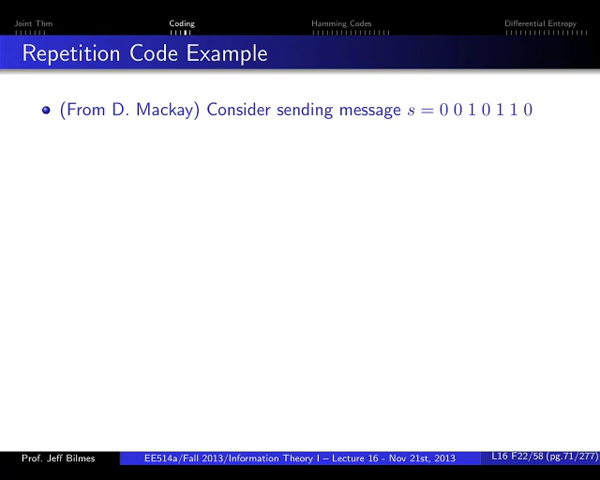 Joint Thm Coding Hamming Codes Differential Entropy
Repetition Code Example
(From D. Mackay) Consider sending message s = 0 0 1 0 1 1 0
Prof. Jeff Bilmes EE514a/Fall 2013/Information Theory I – Lecture 16 - Nov 21st, 2013 L16 F22/58 (pg.71/277)